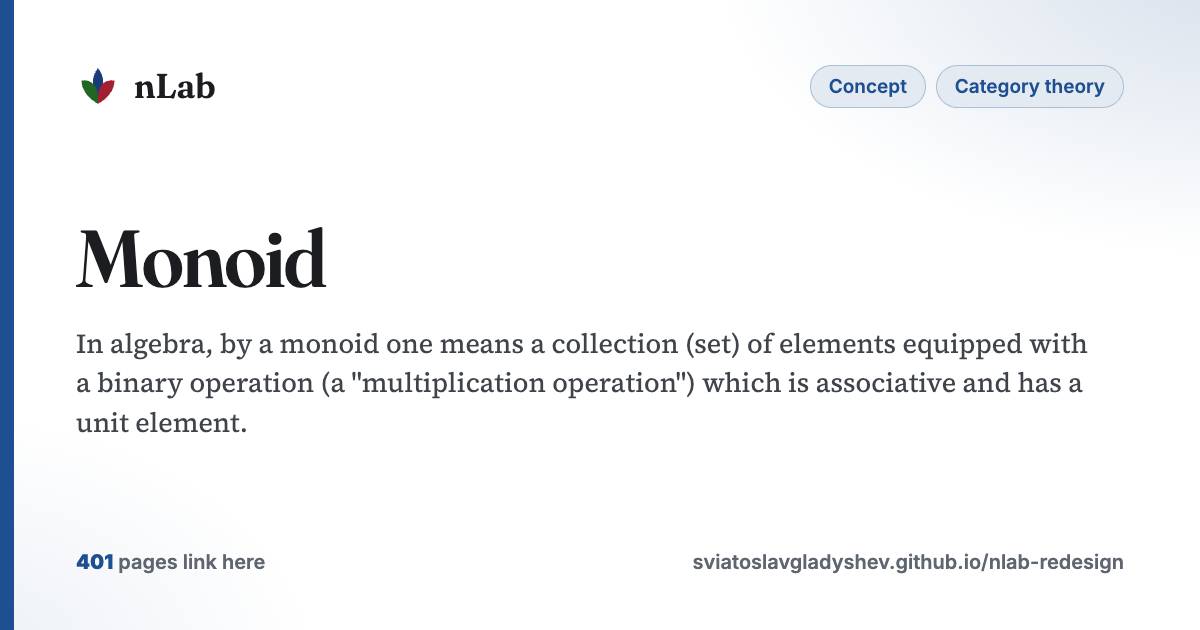 nLab
Concept
Category theory
Monoid
In algebra, by a monoid one means a collection (set) of elements equipped with
a binary operation (a "multiplication operation") which is associative and has a
unit element.
401 pages link here
sviatoslavgladyshev.github.io/nlab-redesign